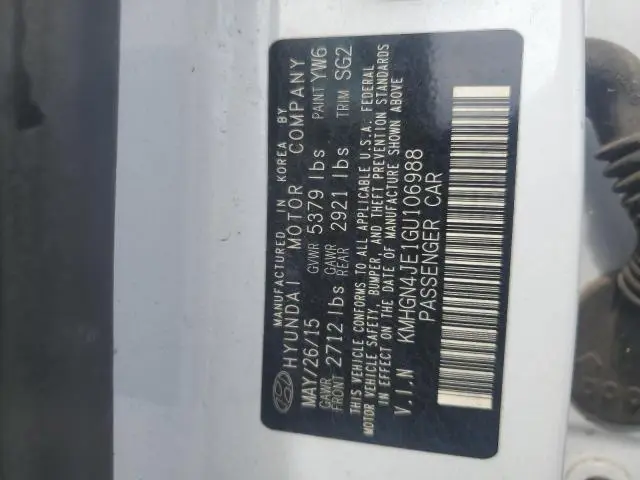 MANUFACTURED IN KOREA BY
HYUNDAI MOTOR COMPANY
MAY/26/15 GVWR 5379 lbs PAINT YW6
GAWR FRONT 2712 lbs GAWR REAR 2921 lbs TRIM SG2
THIS VEHICLE CONFORMS TO ALL APPLICABLE U.S.A. FEDERAL
MOTOR VEHICLE SAFETY, BUMPER, AND THEFT PREVENTION STANDARDS
IN EFFECT ON THE DATE OF MANUFACTURE SHOWN ABOVE
V.I.N KMHGN4JE1GU106988
PASSENGER CAR